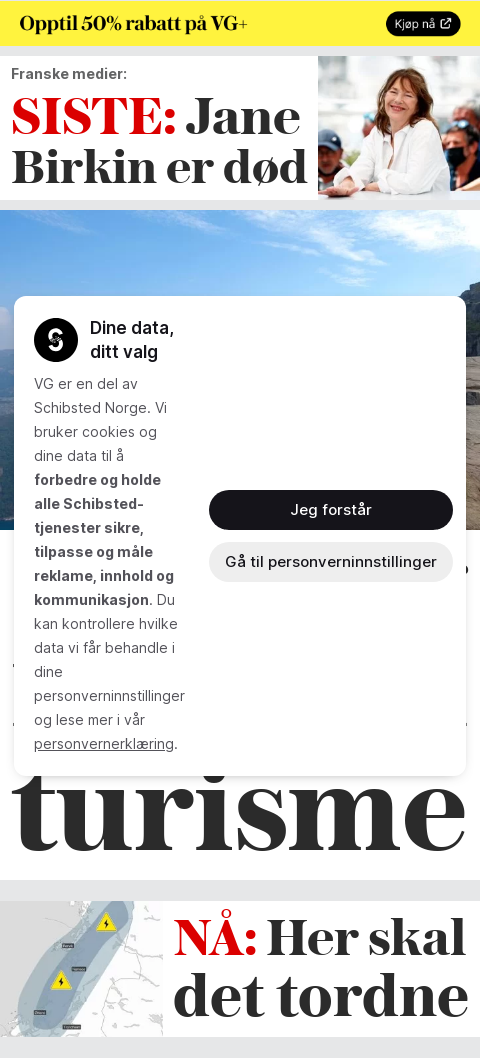 Opptil 50% rabatt på VG+
Kjøp nå
Franske medier:
SISTE: Jane
Birkin er død
Dine data,
ditt valg
VG er en del av
Schibsted Norge. Vi
bruker cookies og
dine data til å
forbedre og holde
alle Schibsted-
tjenester sikre,
tilpasse og måle
reklame, innhold og
kommunikasjon. Du
kan kontrollere hvilke
data vi får behandle i
dine
personverninnstillinger
og lese mer i vår
personvernerklæring.
Jeg forstår
Gå til personverninnstillinger
turisme
NÅ: Her skal
det tordne